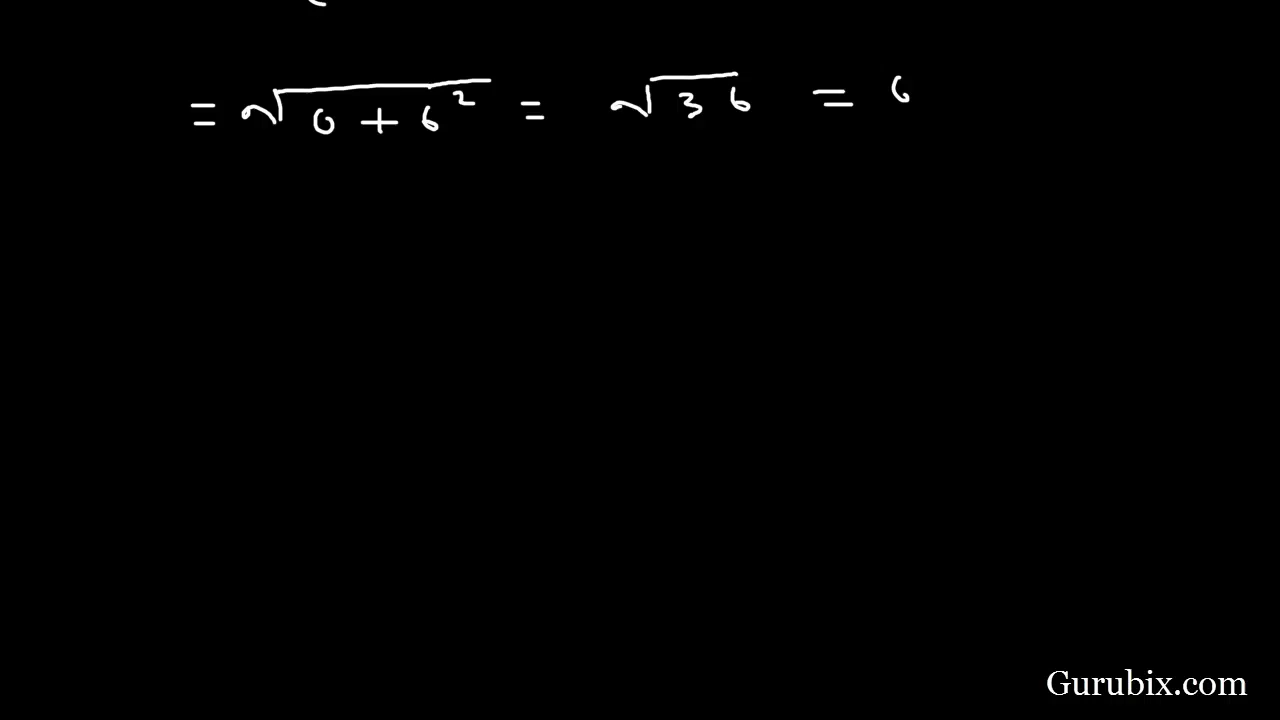 = √0 + 6² = √36 = 6
Gurubix.com